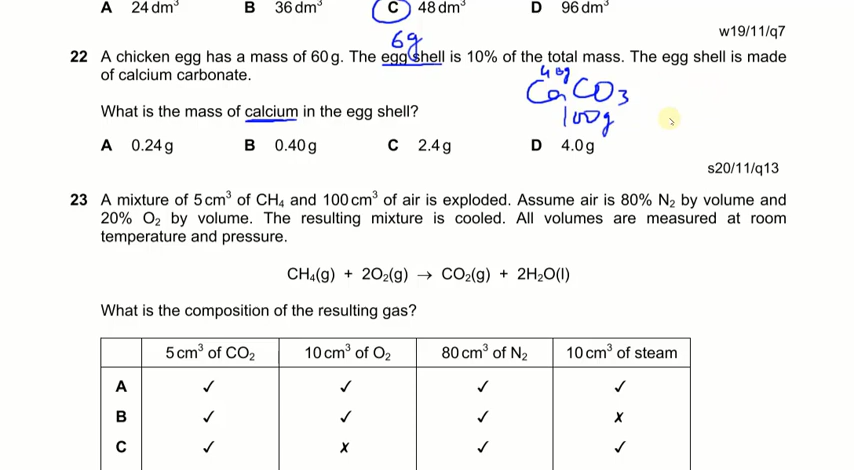 A 24 dm³ B 36 dm³ C 48 dm³ D 96 dm³
w19/11/q7
6g
22 A chicken egg has a mass of 60 g. The egg shell is 10% of the total mass. The egg shell is made
of calcium carbonate.
40g
CaCO3
100g
What is the mass of calcium in the egg shell?
A 0.24 g B 0.40 g C 2.4 g D 4.0 g
s20/11/q13
23 A mixture of 5 cm³ of CH₄ and 100 cm³ of air is exploded. Assume air is 80% N₂ by volume and
20% O₂ by volume. The resulting mixture is cooled. All volumes are measured at room
temperature and pressure.
CH₄(g) + 2O₂(g) → CO₂(g) + 2H₂O(l)
What is the composition of the resulting gas?
5 cm³ of CO₂ 10 cm³ of O₂ 80 cm³ of N₂ 10 cm³ of steam
A ✓ ✓ ✓ ✓
B ✓ ✓ ✓ ✗
C ✓ ✗ ✓ ✓